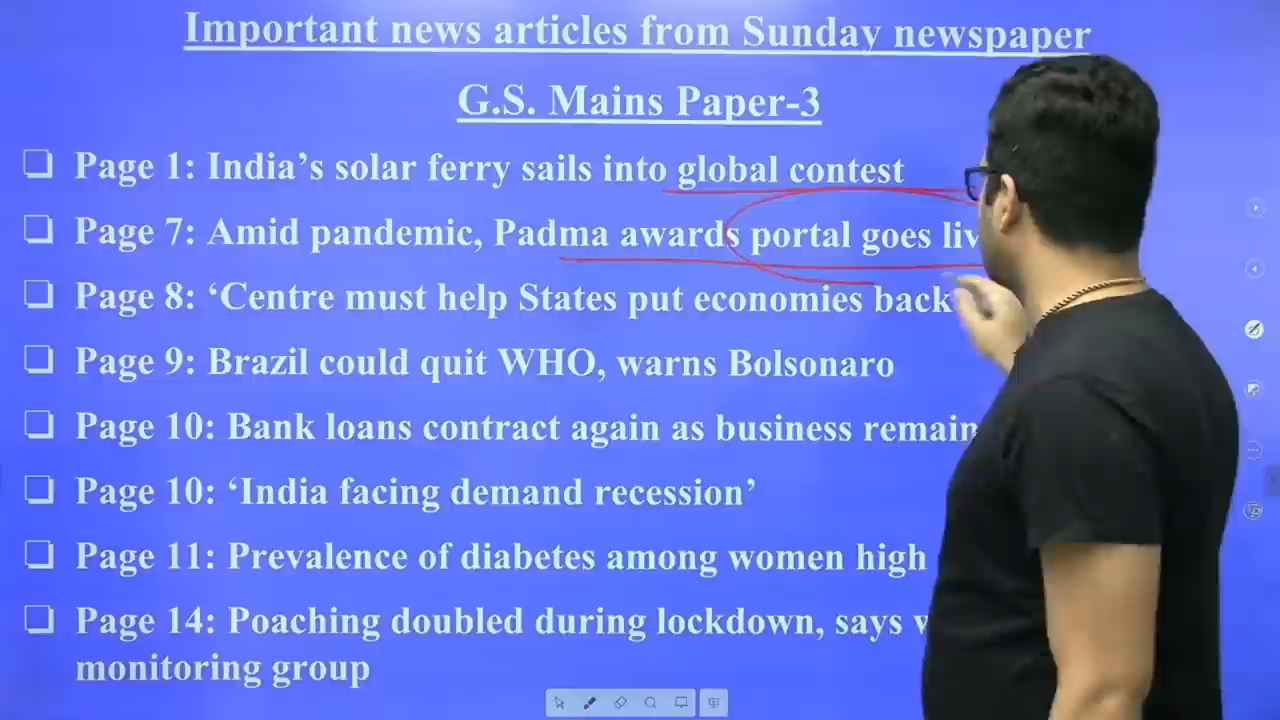 Important news articles from Sunday newspaper
G.S. Mains Paper-3
Page 1: India’s solar ferry sails into global contest
Page 7: Amid pandemic, Padma awards portal goes
Page 8: ‘Centre must help States put economies back
Page 9: Brazil could quit WHO, warns Bolsonaro
Page 10: Bank loans contract again as business
Page 10: ‘India facing demand recession’
Page 11: Prevalence of diabetes among women high
Page 14: Poaching doubled during lockdown, says
monitoring group